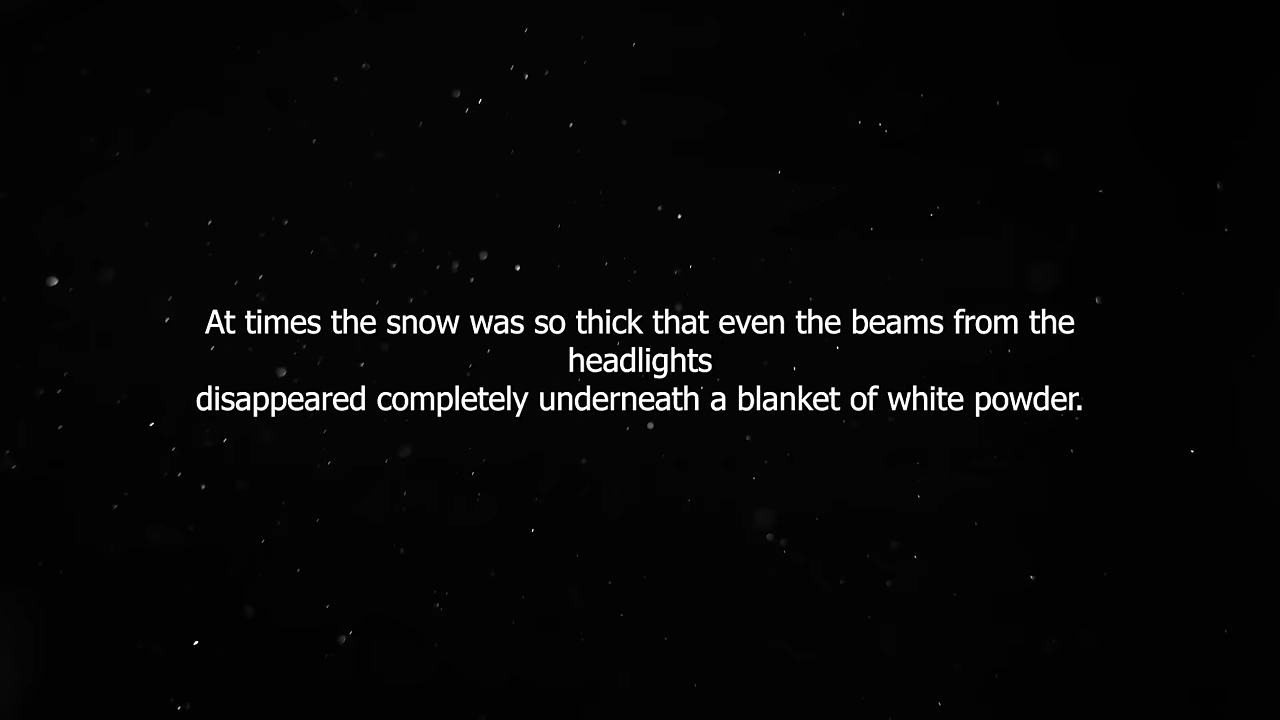 At times the snow was so thick that even the beams from the
headlights
disappeared completely underneath a blanket of white powder.